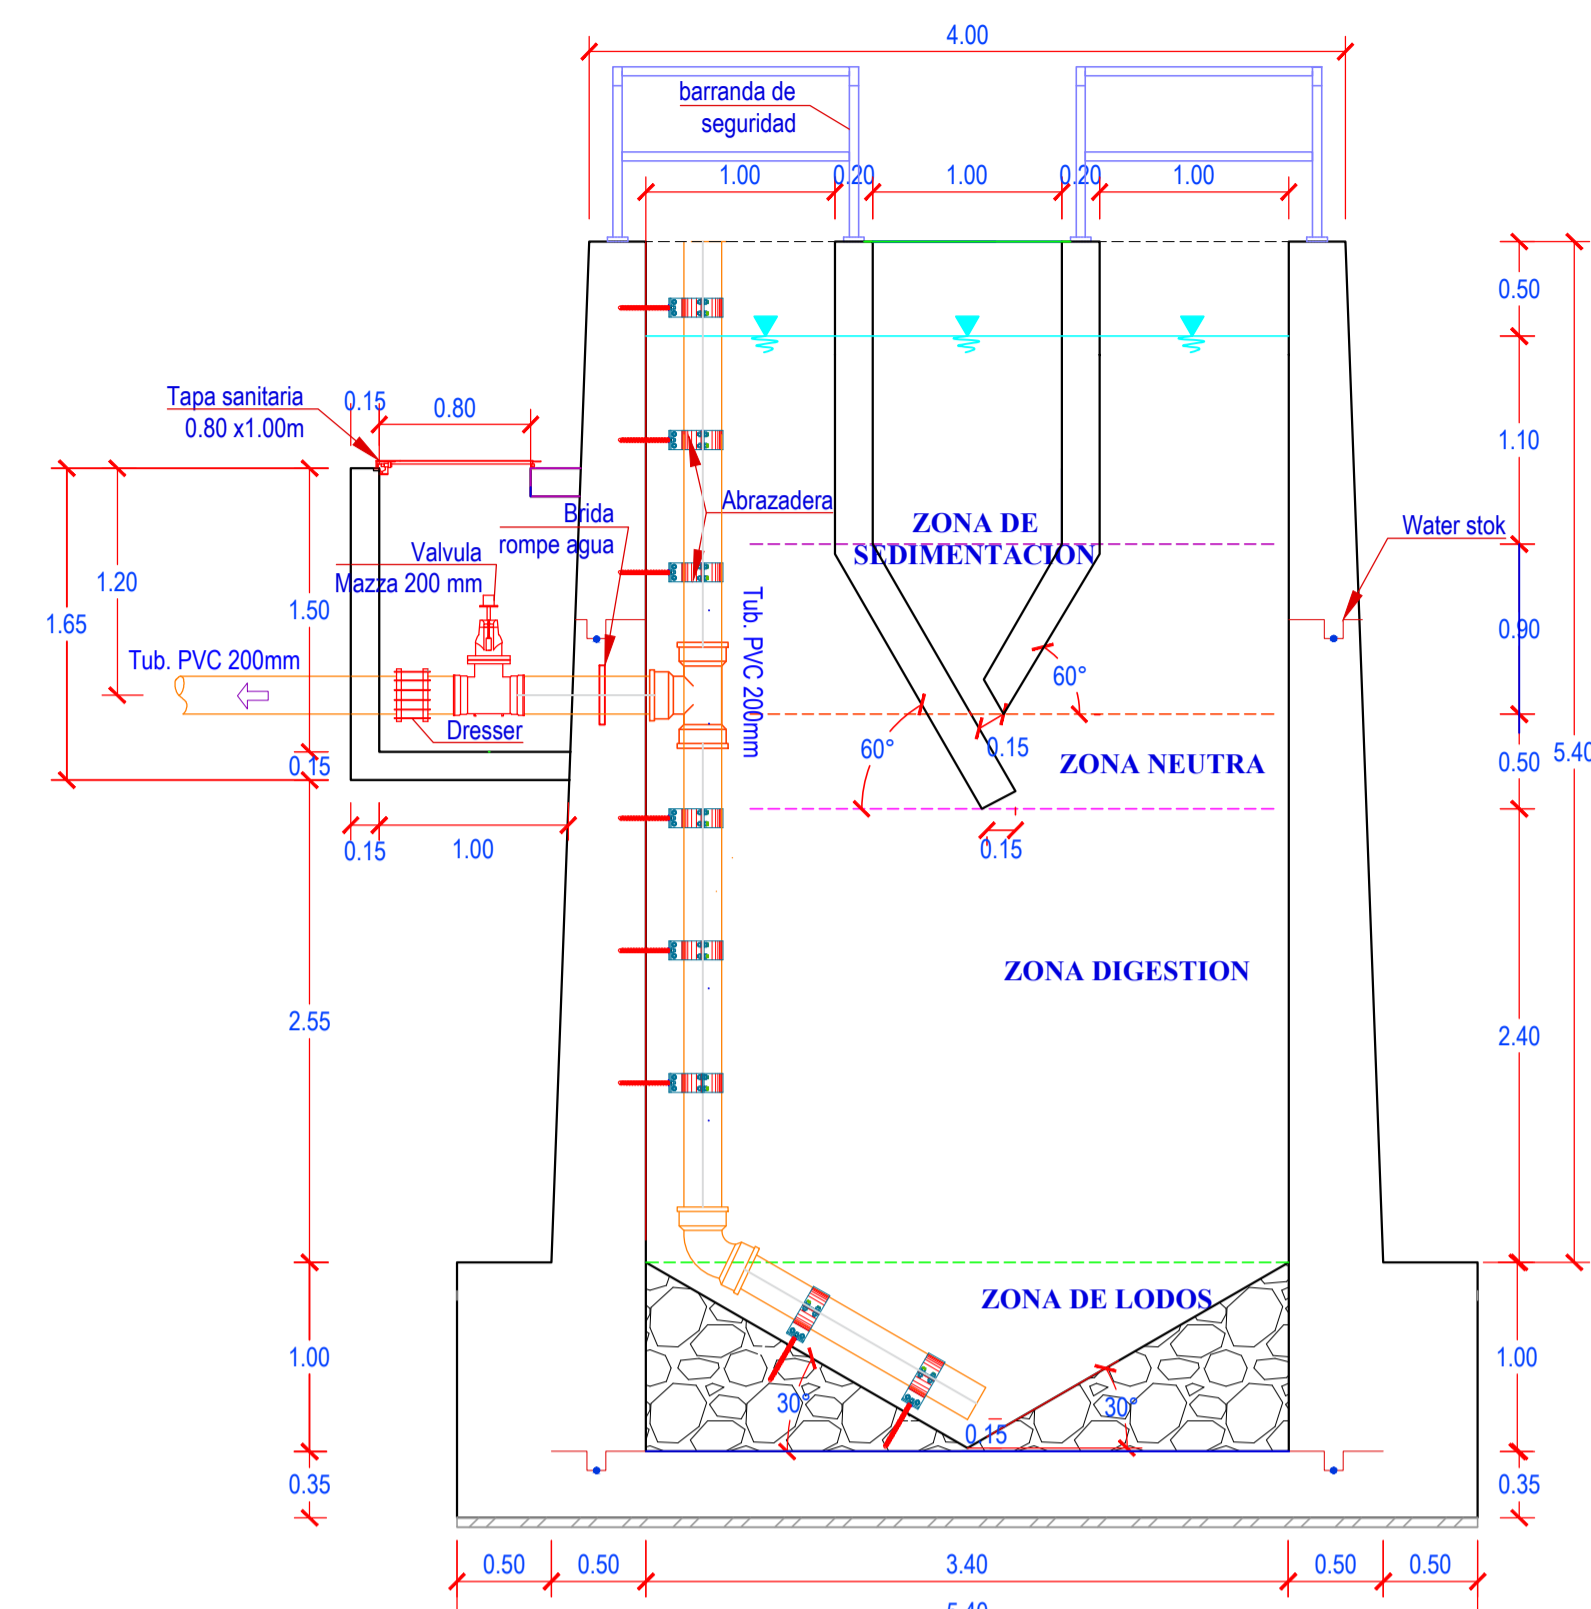 4.00
barranda de
seguridad
1.00
0.20
1.00
0.20
1.00
0.50
Tapa sanitaria
0.80 x1.00m
0.15
0.80
1.10
Abrazadera
Brida
rompe agua
ZONA DE
SEDIMENTACION
Water stok
Valvula
Mazza 200 mm
1.20
1.50
1.65
0.90
Tub. PVC 200mm
Tub. PVC 200mm
60°
Dresser
60°
0.15
ZONA NEUTRA
0.50
5.40
0.15
0.15
1.00
0.15
ZONA DIGESTION
2.55
2.40
ZONA DE LODOS
1.00
1.00
30°
30°
0.15
0.35
0.35
0.50
0.50
3.40
0.50
0.50
5.40